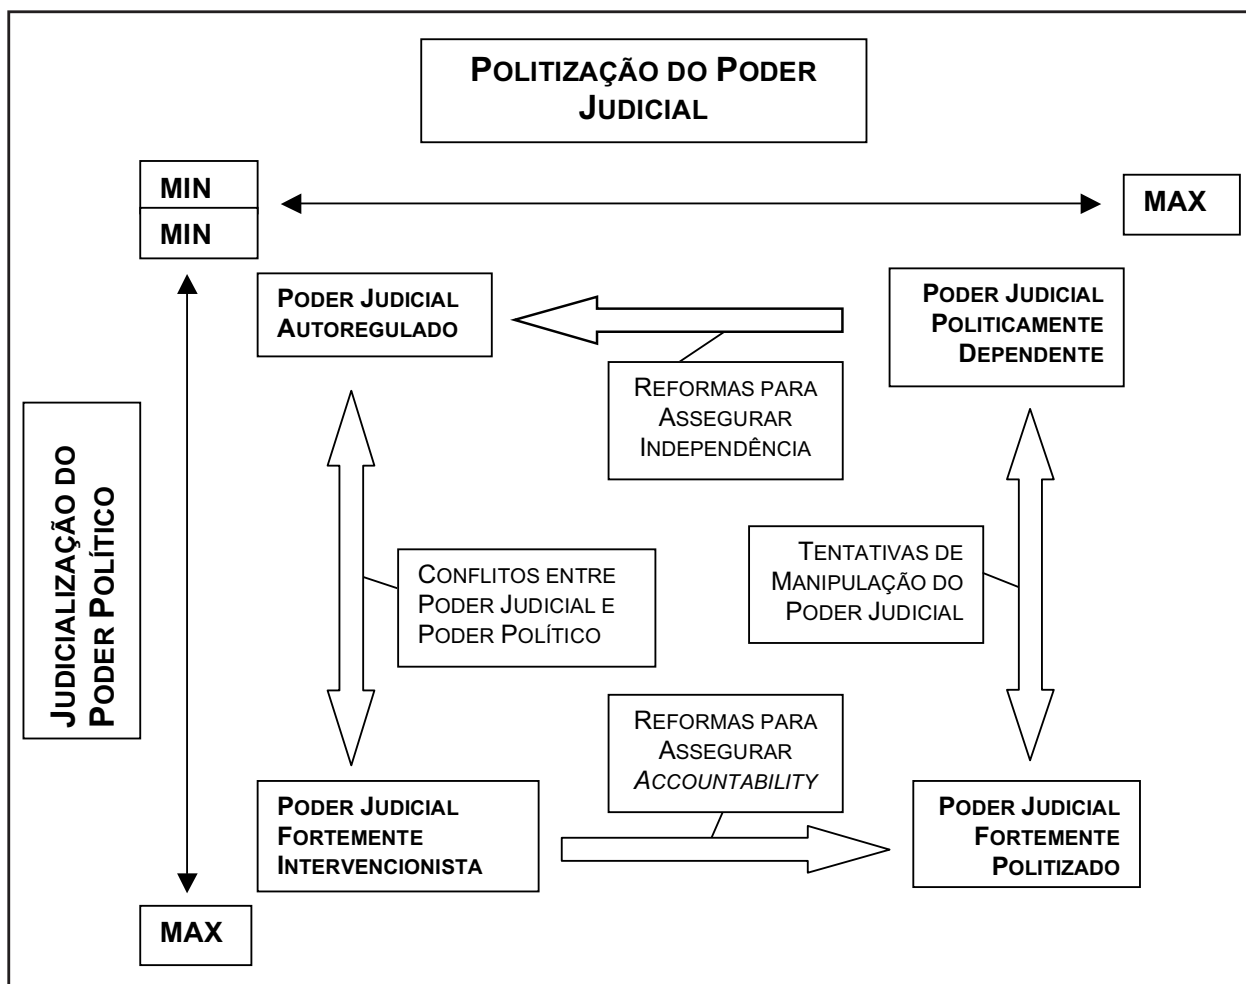 POLITIZAÇÃO DO PODER
JUDICIAL
MIN
MIN
MAX
PODER JUDICIAL
AUTOREGULADO
PODER JUDICIAL
POLITICAMENTE
DEPENDENTE
REFORMAS PARA
ASSEGURAR
INDEPENDÊNCIA
JUDICIALIZAÇÃO DO
PODER POLÍTICO
CONFLITOS ENTRE
PODER JUDICIAL E
PODER POLÍTICO
TENTATIVAS DE
MANIPULAÇÃO DO
PODER JUDICIAL
REFORMAS PARA
ASSEGURAR
ACCOUNTABILITY
PODER JUDICIAL
FORTEMENTE
INTERVENCIONISTA
PODER JUDICIAL
FORTEMENTE
POLITIZADO
MAX